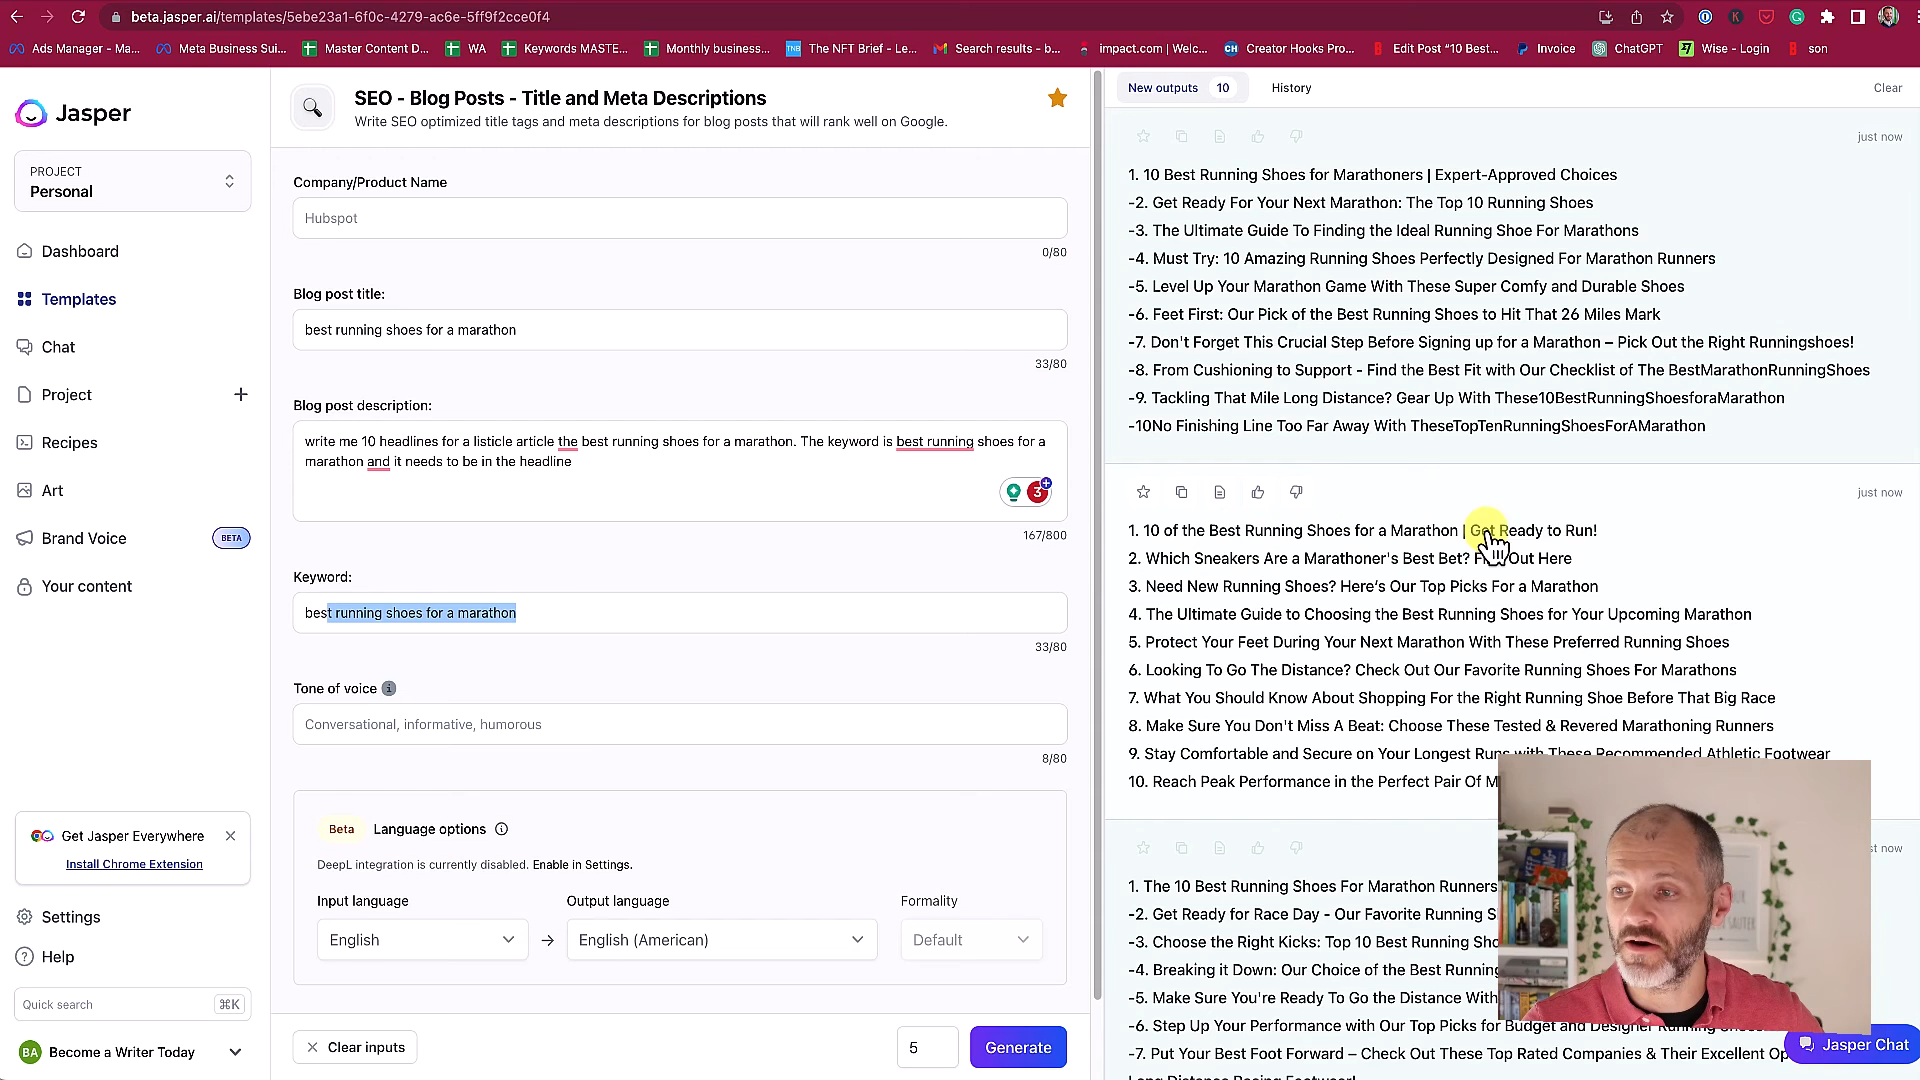 beta.jasper.ai/templates/5ebe23a1-6f0c-4279-ac6e-5ff9f2cce0f4
Ads Manager - Ma...
Meta Business Sui...
Master Content D...
WA
Keywords MASTE...
Monthly business...
TNB
The NFT Brief - Le...
Search results - b...
impact.com | Welc...
CH
Creator Hooks Pro...
Edit Post “10 Best...
Invoice
ChatGPT
Wise - Login
son
Jasper
PROJECT
Personal
Dashboard
Templates
Chat
Project
Recipes
Art
Brand Voice
BETA
Your content
Get Jasper Everywhere
Install Chrome Extension
Settings
Help
Quick search
⌘K
BA
Become a Writer Today
SEO - Blog Posts - Title and Meta Descriptions
Write SEO optimized title tags and meta descriptions for blog posts that will rank well on Google.
Company/Product Name
Hubspot
0/80
Blog post title:
best running shoes for a marathon
33/80
Blog post description:
write me 10 headlines for a listicle article the best running shoes for a marathon. The keyword is best running shoes for a
marathon and it needs to be in the headline
3
167/800
Keyword:
best running shoes for a marathon
33/80
Tone of voice
Conversational, informative, humorous
8/80
Beta
Language options
DeepL integration is currently disabled. Enable in Settings.
Input language
English
Output language
English (American)
Formality
Default
Clear inputs
5
Generate
New outputs
10
History
Clear
just now
1. 10 Best Running Shoes for Marathoners | Expert-Approved Choices
-2. Get Ready For Your Next Marathon: The Top 10 Running Shoes
-3. The Ultimate Guide To Finding the Ideal Running Shoe For Marathons
-4. Must Try: 10 Amazing Running Shoes Perfectly Designed For Marathon Runners
-5. Level Up Your Marathon Game With These Super Comfy and Durable Shoes
-6. Feet First: Our Pick of the Best Running Shoes to Hit That 26 Miles Mark
-7. Don't Forget This Crucial Step Before Signing up for a Marathon – Pick Out the Right Runningshoes!
-8. From Cushioning to Support - Find the Best Fit with Our Checklist of The BestMarathonRunningShoes
-9. Tackling That Mile Long Distance? Gear Up With These10BestRunningShoesforaMarathon
-10No Finishing Line Too Far Away With TheseTopTenRunningShoesForAMarathon
just now
1. 10 of the Best Running Shoes for a Marathon | Get Ready to Run!
2. Which Sneakers Are a Marathoner's Best Bet? Out Here
3. Need New Running Shoes? Here’s Our Top Picks For a Marathon
4. The Ultimate Guide to Choosing the Best Running Shoes for Your Upcoming Marathon
5. Protect Your Feet During Your Next Marathon With These Preferred Running Shoes
6. Looking To Go The Distance? Check Out Our Favorite Running Shoes For Marathons
7. What You Should Know About Shopping For the Right Running Shoe Before That Big Race
8. Make Sure You Don't Miss A Beat: Choose These Tested & Revered Marathoning Runners
9. Stay Comfortable and Secure on Your Longest Runs with These Recommended Athletic Footwear
10. Reach Peak Performance in the Perfect Pair Of
now
1. The 10 Best Running Shoes For Marathon Runners
-2. Get Ready for Race Day - Our Favorite Running
-3. Choose the Right Kicks: Top 10 Best Running
-4. Breaking it Down: Our Choice of the Best Running
-5. Make Sure You're Ready To Go the Distance With
-6. Step Up Your Performance with Our Top Picks for Budget and Designer Running
-7. Put Your Best Foot Forward – Check Out These Top Rated Companies & Their Excellent
Jasper Chat